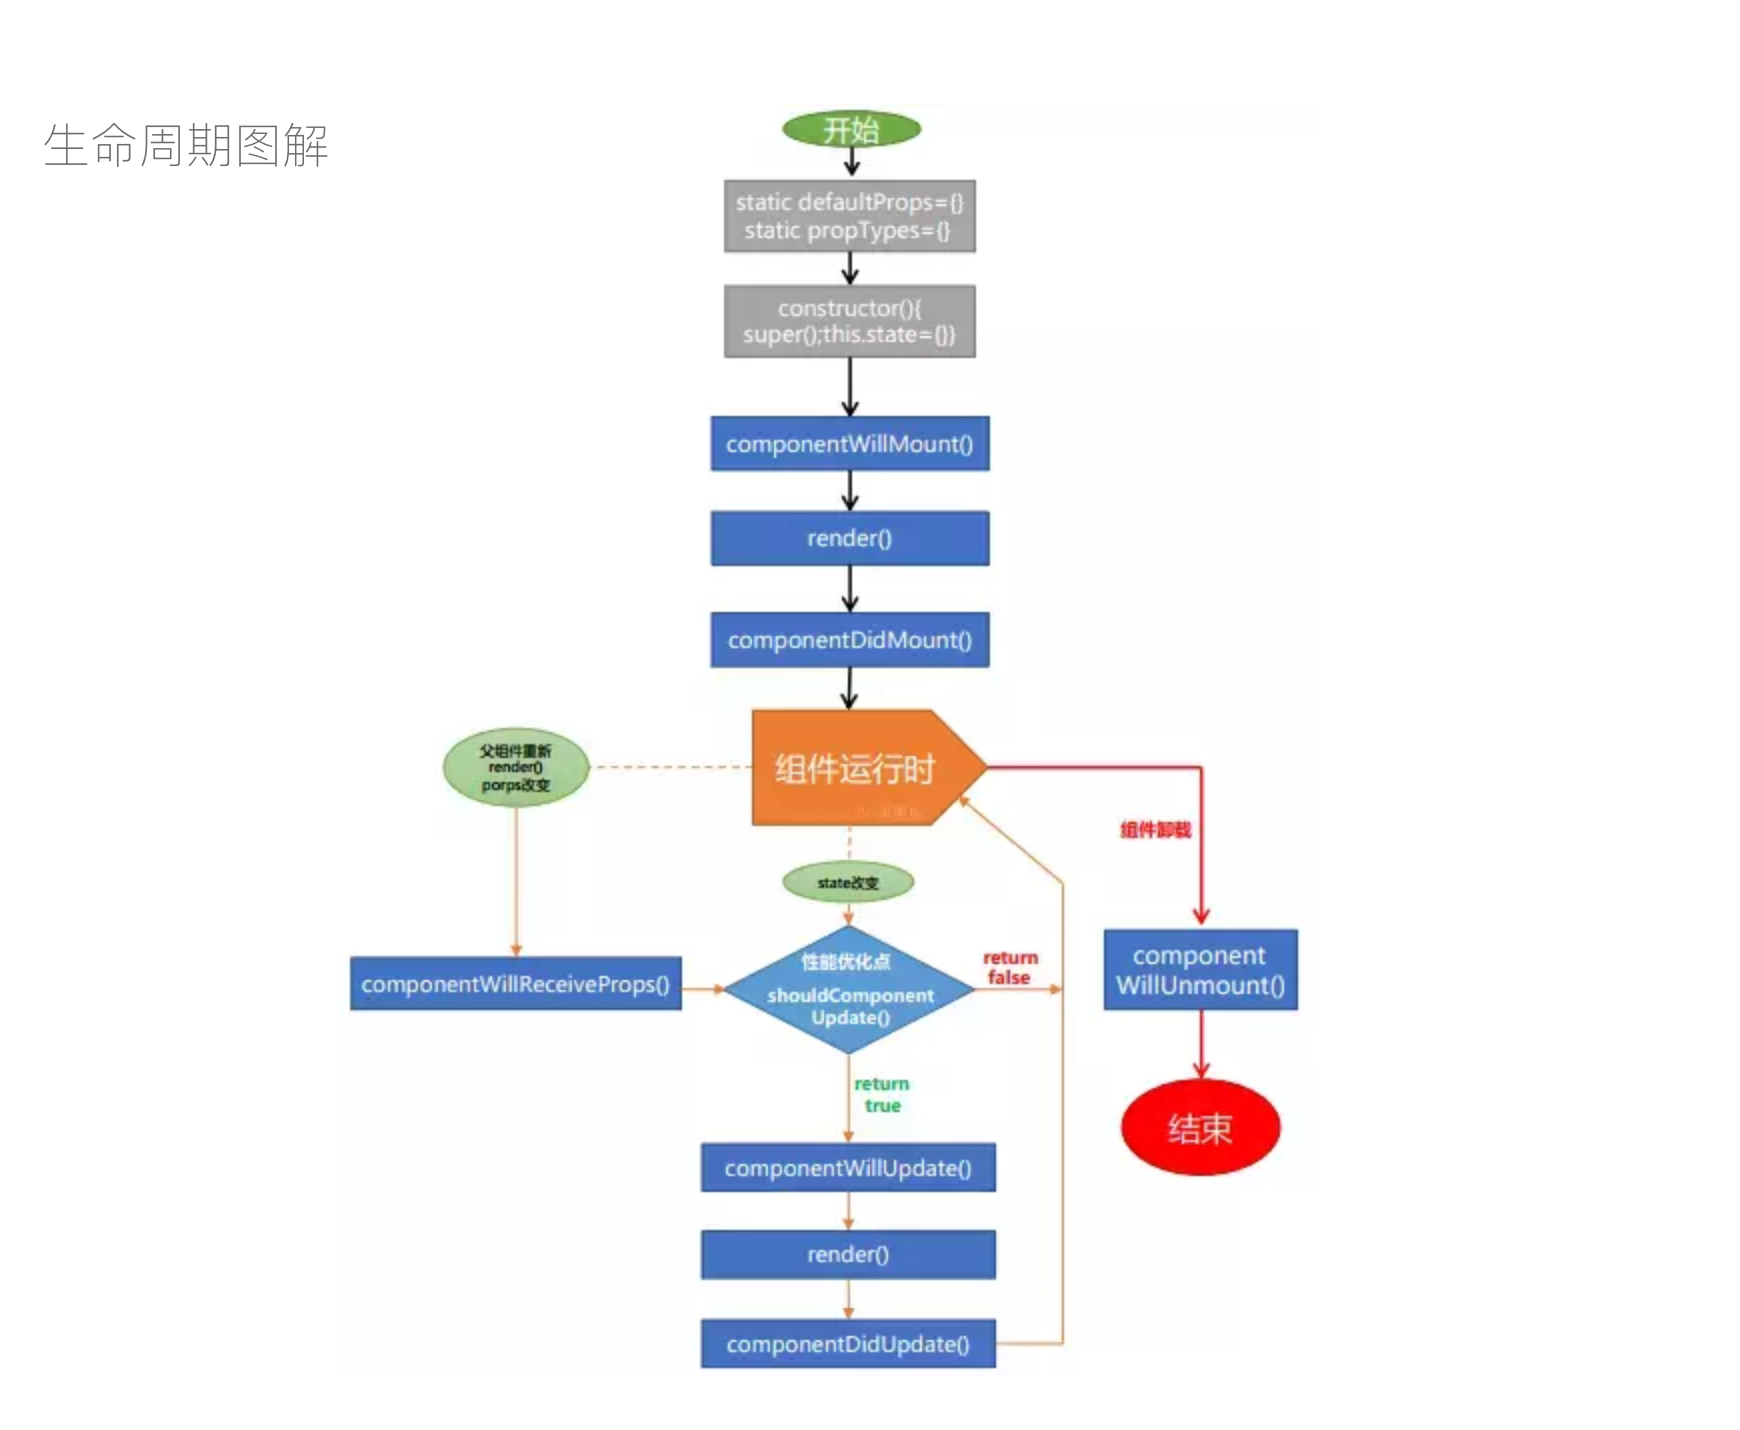 生命周期图解
开始
static defaultProps={}
static propTypes={}
constructor(){
super();this.state={}}
componentWillMount()
render()
componentDidMount()
组件运行时
父组件重新
render()
porps改变
组件卸载
state改变
componentWillReceiveProps()
性能优化点
shouldComponent
Update()
return
false
component
WillUnmount()
return
true
结束
componentWillUpdate()
render()
componentDidUpdate()